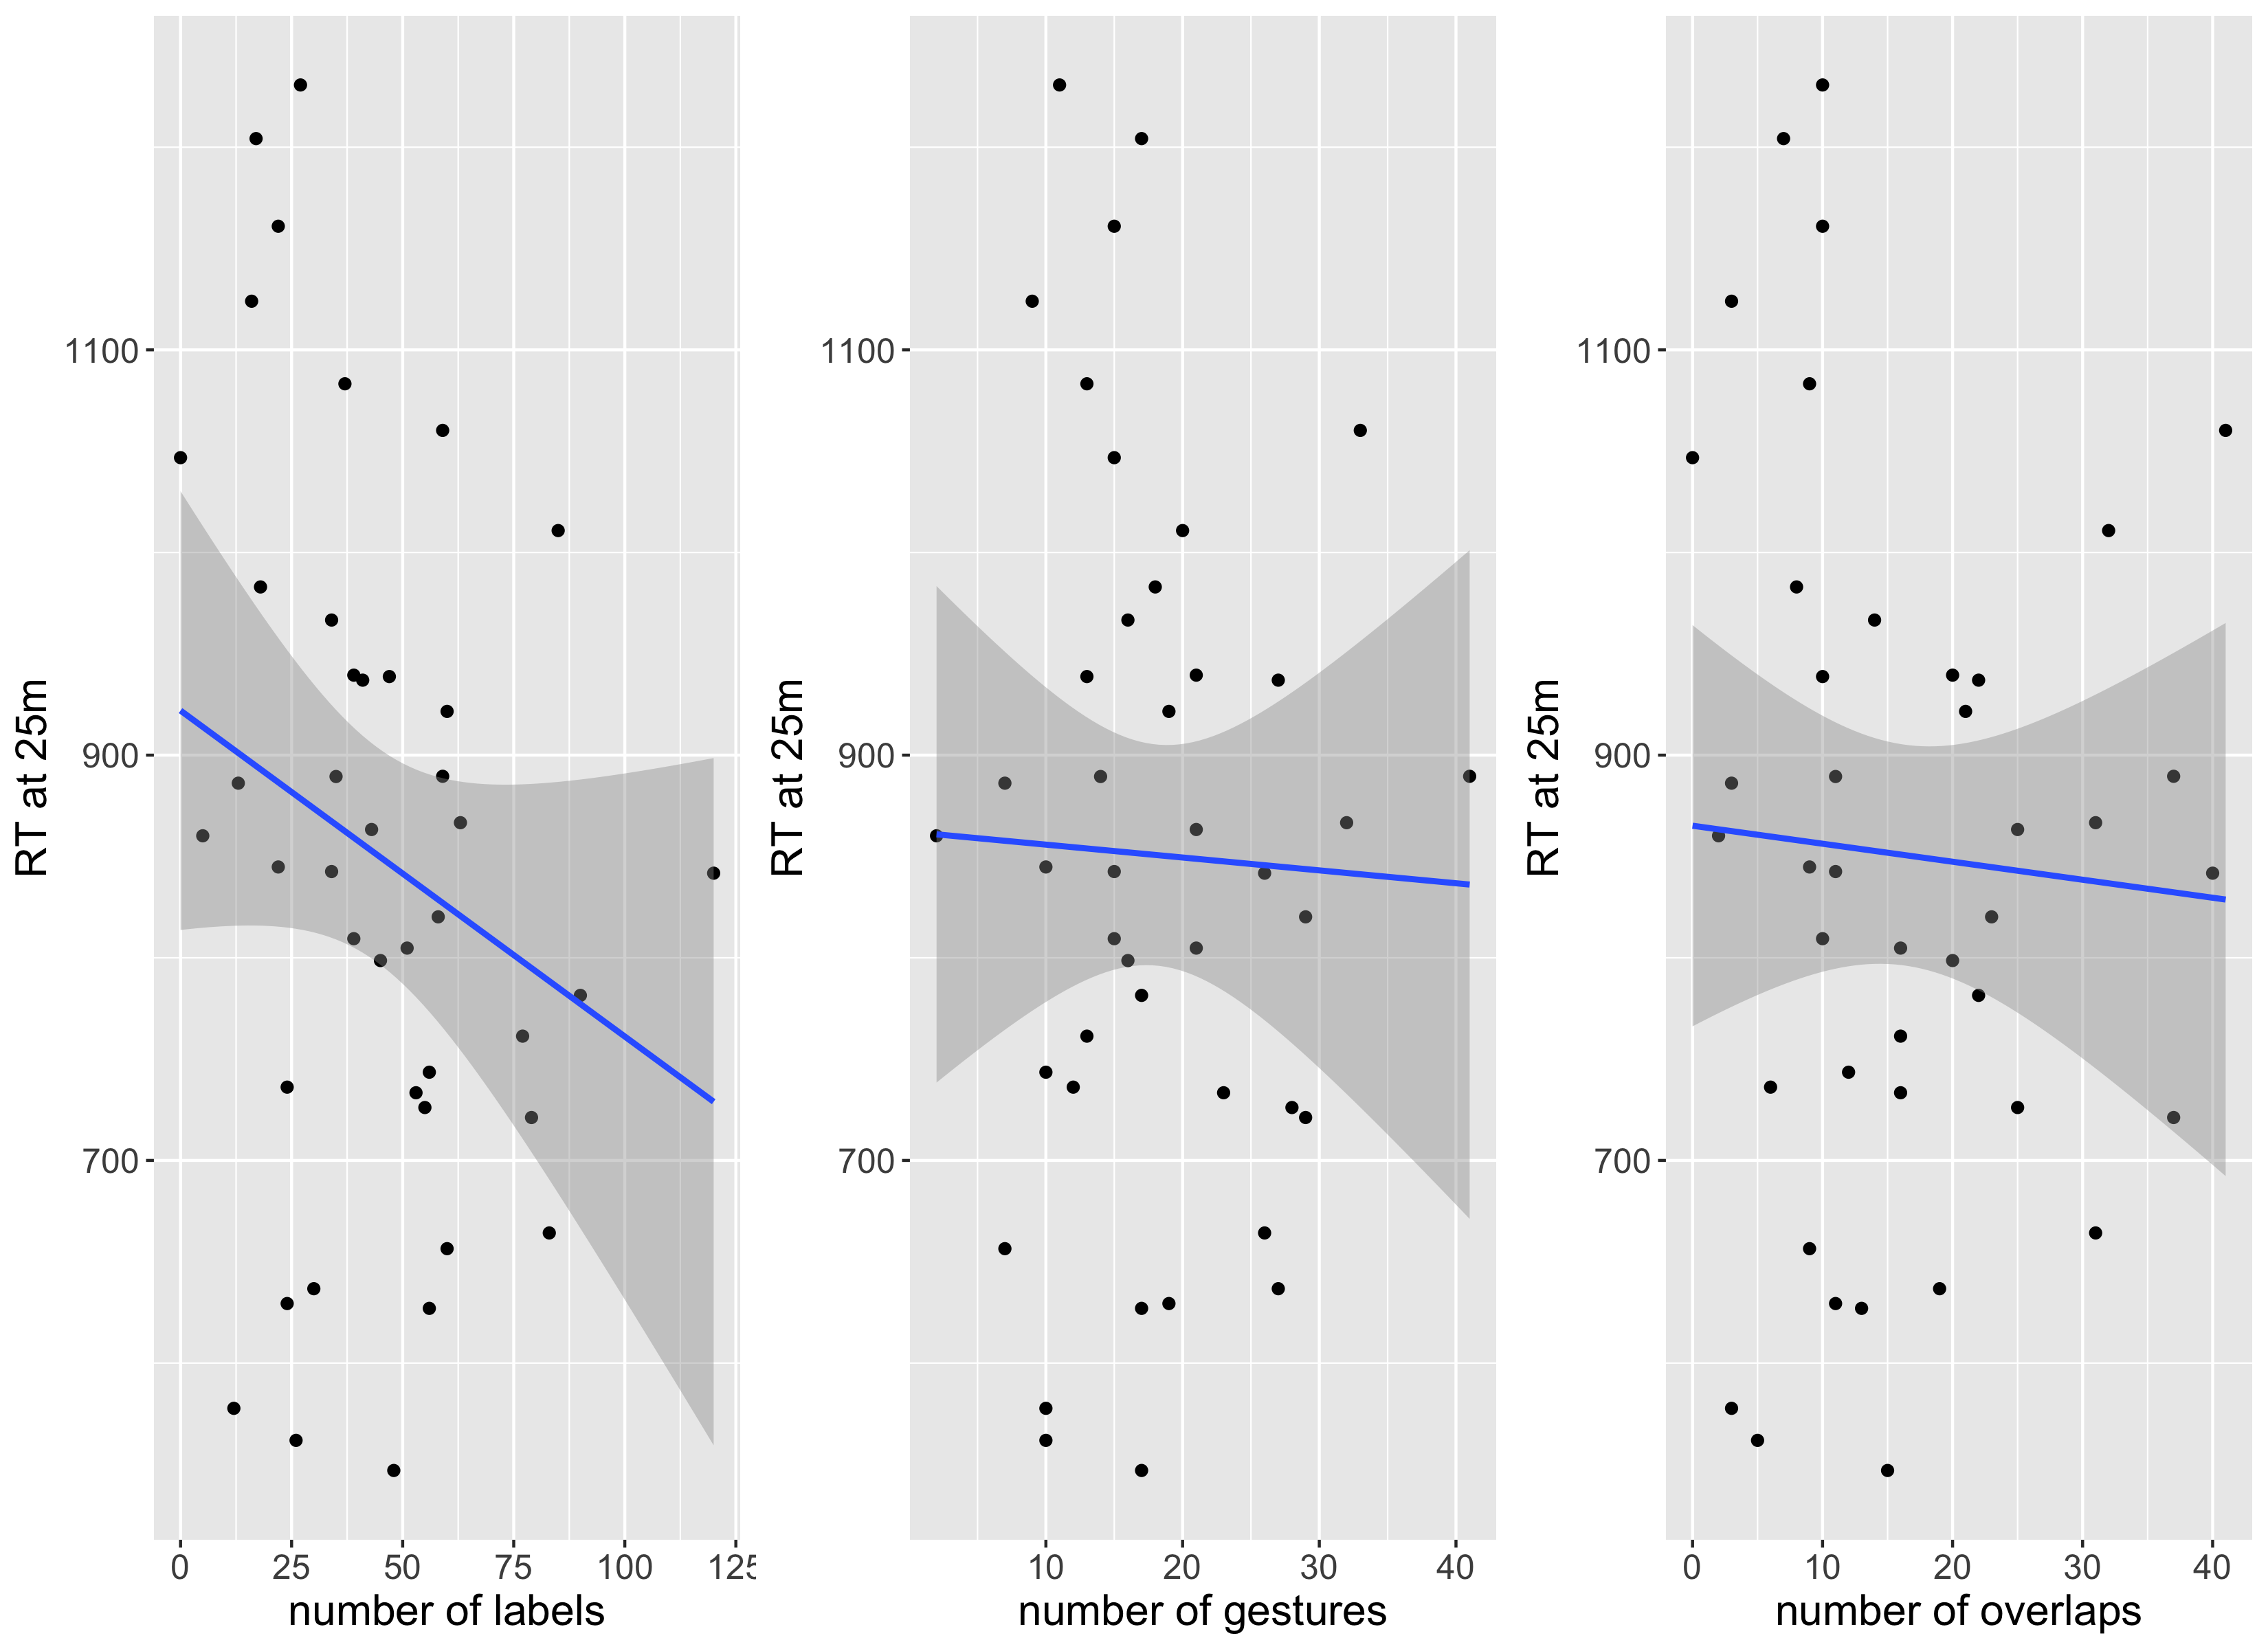 RT at 25m
1100
900
700
0 25 50 75 100 125
number of labels
RT at 25m
1100
900
700
10 20 30 40
number of gestures
RT at 25m
1100
900
700
0 10 20 30 40
number of overlaps